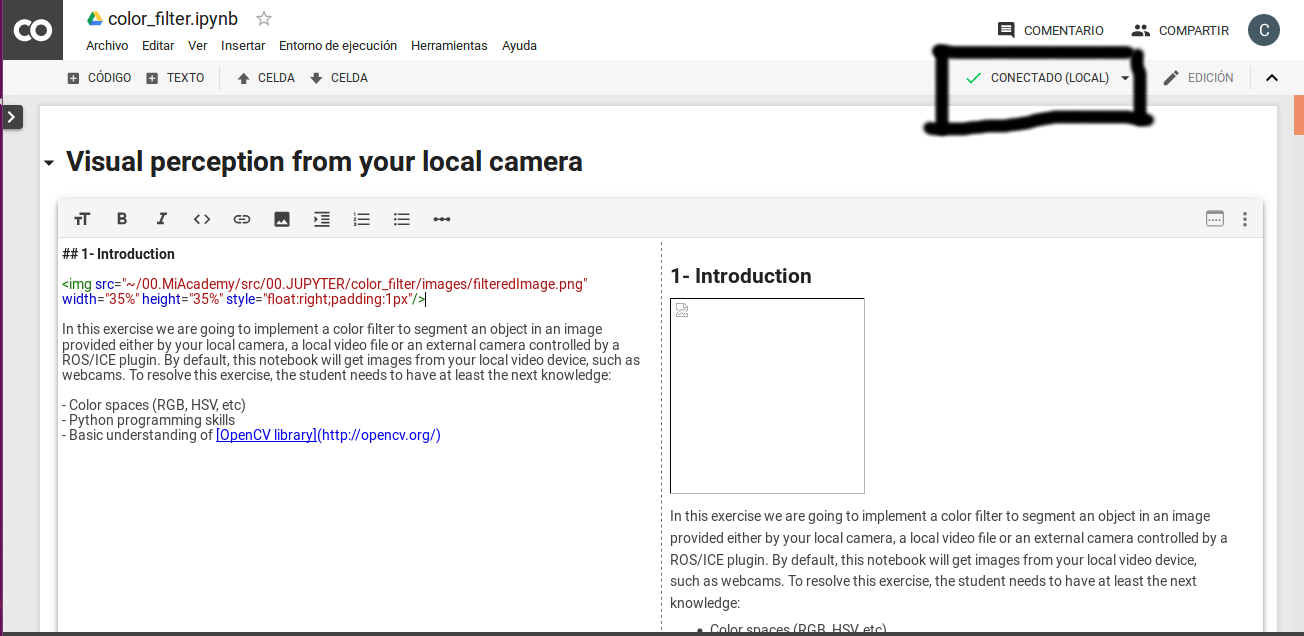 CO
color_filter.ipynb
COMENTARIO
COMPARTIR
C
Archivo Editar Ver Insertar Entorno de ejecución Herramientas Ayuda
CÓDIGO TEXTO CELDA CELDA
CONECTADO (LOCAL)
EDICIÓN
Visual perception from your local camera
## 1- Introduction
<img src="~/00.MiAcademy/src/00.JUPYTER/color_filter/images/filteredImage.png"
width="35%" height="35%" style="float:right;padding:1px"/>
In this exercise we are going to implement a color filter to segment an object in an image
provided either by your local camera, a local video file or an external camera controlled by a
ROS/ICE plugin. By default, this notebook will get images from your local video device, such as
webcams. To resolve this exercise, the student needs to have at least the next knowledge:
- Color spaces (RGB, HSV, etc)
- Python programming skills
- Basic understanding of [OpenCV library](http://opencv.org/)
1- Introduction
In this exercise we are going to implement a color filter to segment an object in an image
provided either by your local camera, a local video file or an external camera controlled by a
ROS/ICE plugin. By default, this notebook will get images from your local video device,
such as webcams. To resolve this exercise, the student needs to have at least the next
knowledge:
• Color spaces (RGB, HSV, etc)